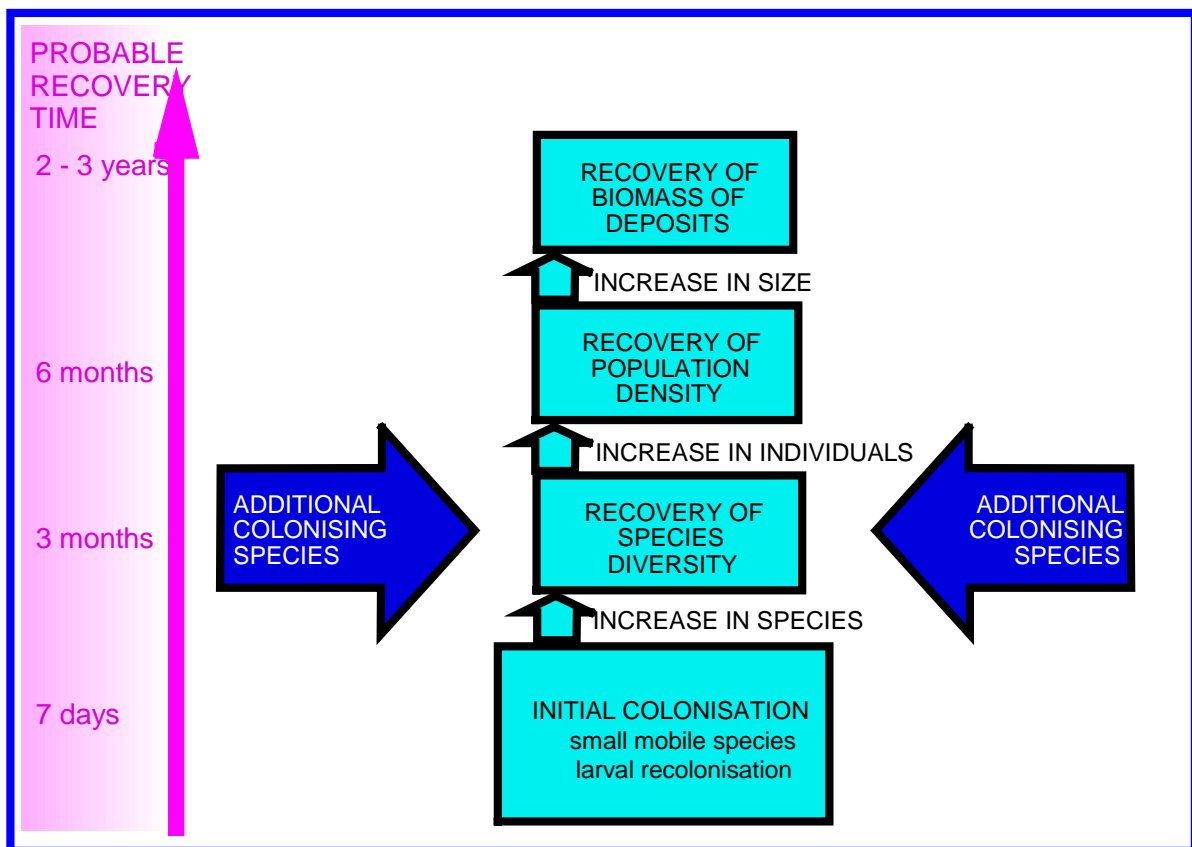 PROBABLE
RECOVERY
TIME
2 - 3 years
6 months
3 months
7 days
RECOVERY OF
BIOMASS OF
DEPOSITS
INCREASE IN SIZE
RECOVERY OF
POPULATION
DENSITY
INCREASE IN INDIVIDUALS
ADDITIONAL
COLONISING
SPECIES
RECOVERY OF
SPECIES
DIVERSITY
ADDITIONAL
COLONISING
SPECIES
INCREASE IN SPECIES
INITIAL COLONISATION
small mobile species
larval recolonisation